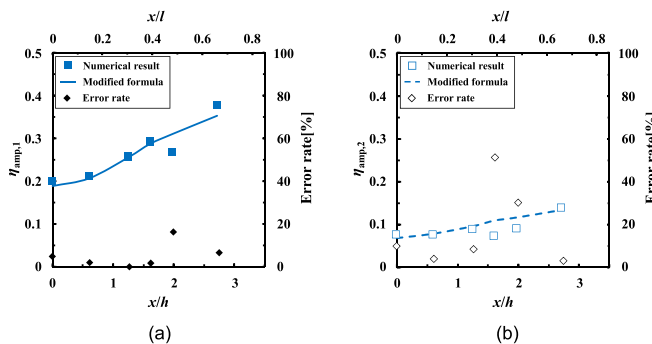 x/l
0 0.2 0.4 0.6 0.8
0.5
0.4
0.3
0.2
0.1
0
η_amp,1
Numerical result
Modified formula
Error rate
100
80
60
40
20
0
Error rate[%]
0 1 2 3
x/h
(a)
x/l
0 0.2 0.4 0.6 0.8
0.5
0.4
0.3
0.2
0.1
0
η_amp,2
Numerical result
Modified formula
Error rate
100
80
60
40
20
0
Error rate[%]
0 1 2 3
x/h
(b)